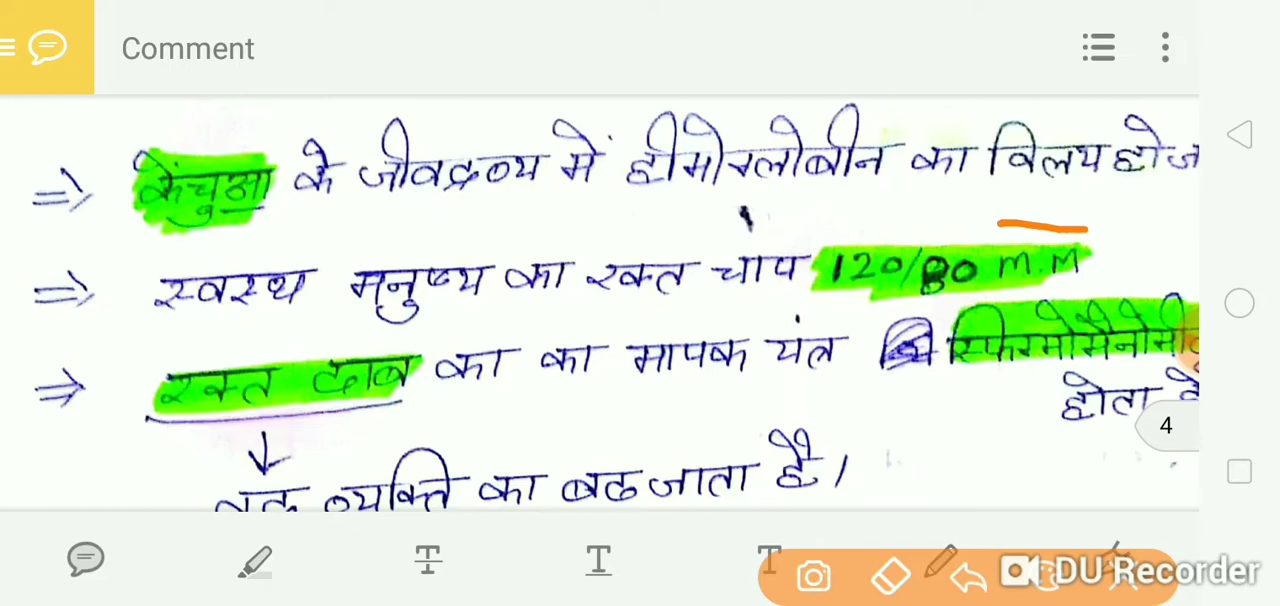 Comment
⇒ केंचुआ के जीवद्रव्य में हीमोग्लोबीन का विलय हो
⇒ स्वस्थ मनुष्य का रक्त चाप 120/80 m.m
⇒ रक्त दाब का का मापक यंत्र
होता
4
व्यक्ति का बढ जाता है।
DU Recorder